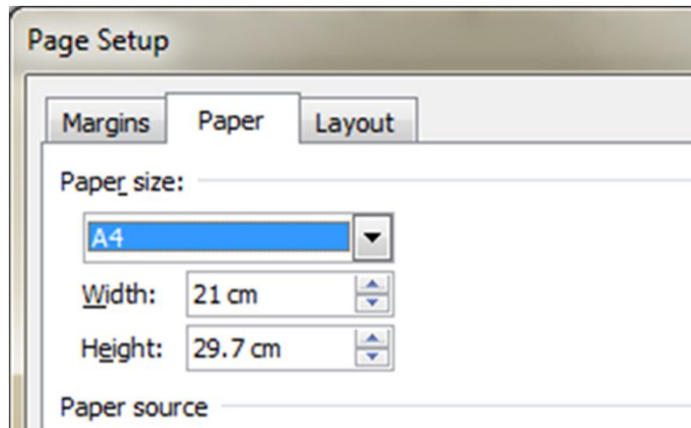 Page Setup
Margins Paper Layout
Paper size:
A4
Width: 21 cm
Height: 29.7 cm
Paper source